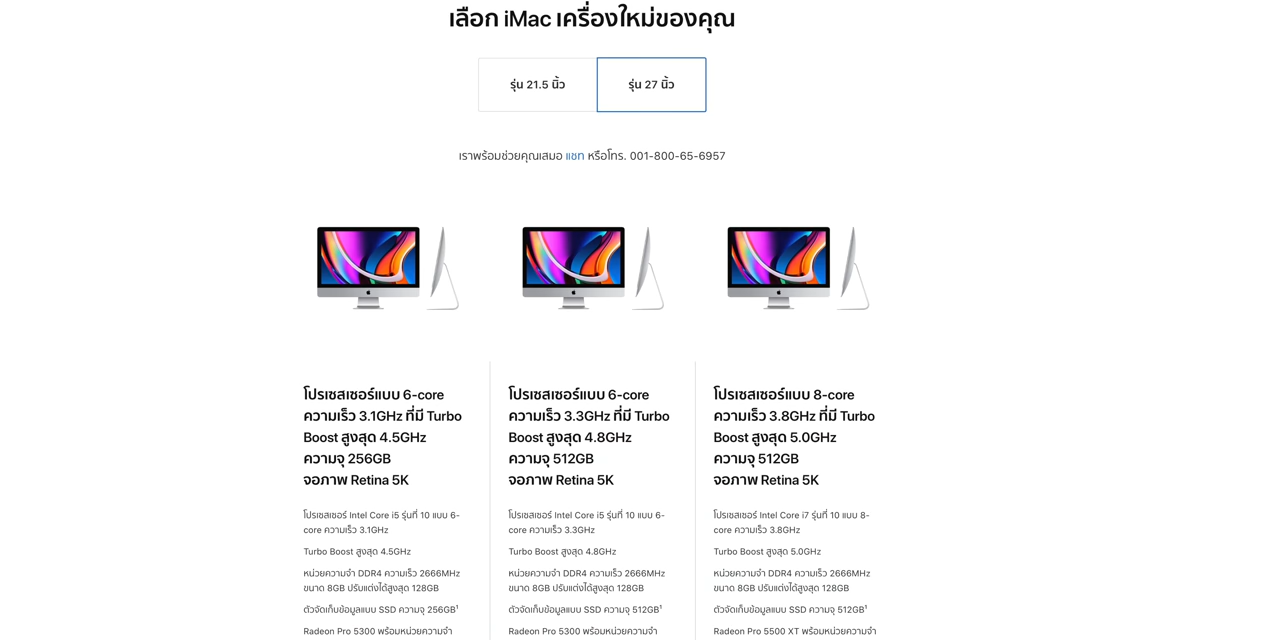 เลือก iMac เครื่องใหม่ของคุณ
รุ่น 21.5 นิ้ว
รุ่น 27 นิ้ว
เราพร้อมช่วยคุณเสมอ แชท หรือโทร. 001-800-65-6957
โปรเซสเซอร์แบบ 6-core
ความเร็ว 3.1GHz ที่มี Turbo
Boost สูงสุด 4.5GHz
ความจุ 256GB
จอภาพ Retina 5K
โปรเซสเซอร์ Intel Core i5 รุ่นที่ 10 แบบ 6-
core ความเร็ว 3.1GHz
Turbo Boost สูงสุด 4.5GHz
หน่วยความจำ DDR4 ความเร็ว 2666MHz
ขนาด 8GB ปรับแต่งได้สูงสุด 128GB
ตัวจัดเก็บข้อมูลแบบ SSD ความจุ 256GB¹
Radeon Pro 5300 พร้อมหน่วยความจำ
โปรเซสเซอร์แบบ 6-core
ความเร็ว 3.3GHz ที่มี Turbo
Boost สูงสุด 4.8GHz
ความจุ 512GB
จอภาพ Retina 5K
โปรเซสเซอร์ Intel Core i5 รุ่นที่ 10 แบบ 6-
core ความเร็ว 3.3GHz
Turbo Boost สูงสุด 4.8GHz
หน่วยความจำ DDR4 ความเร็ว 2666MHz
ขนาด 8GB ปรับแต่งได้สูงสุด 128GB
ตัวจัดเก็บข้อมูลแบบ SSD ความจุ 512GB¹
Radeon Pro 5300 พร้อมหน่วยความจำ
โปรเซสเซอร์แบบ 8-core
ความเร็ว 3.8GHz ที่มี Turbo
Boost สูงสุด 5.0GHz
ความจุ 512GB
จอภาพ Retina 5K
โปรเซสเซอร์ Intel Core i7 รุ่นที่ 10 แบบ 8-
core ความเร็ว 3.8GHz
Turbo Boost สูงสุด 5.0GHz
หน่วยความจำ DDR4 ความเร็ว 2666MHz
ขนาด 8GB ปรับแต่งได้สูงสุด 128GB
ตัวจัดเก็บข้อมูลแบบ SSD ความจุ 512GB¹
Radeon Pro 5500 XT พร้อมหน่วยความจำ